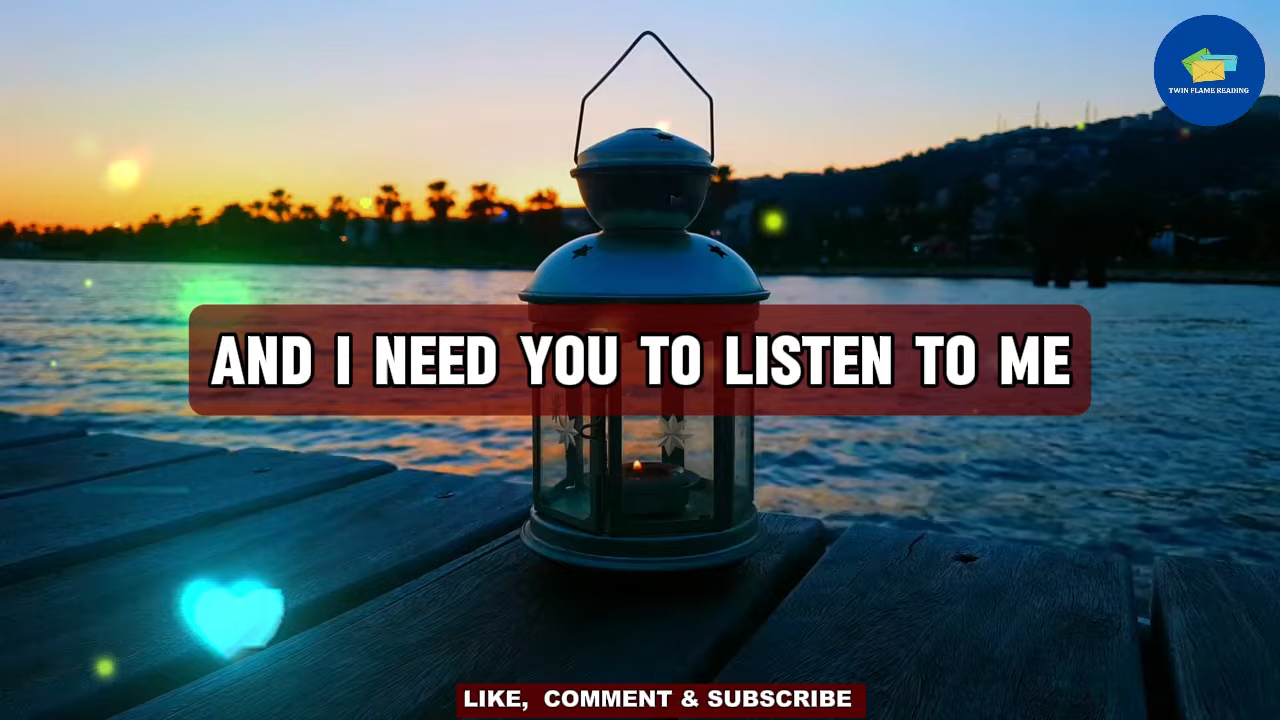 TWIN FLAME READING
AND I NEED YOU TO LISTEN TO ME
LIKE, COMMENT & SUBSCRIBE